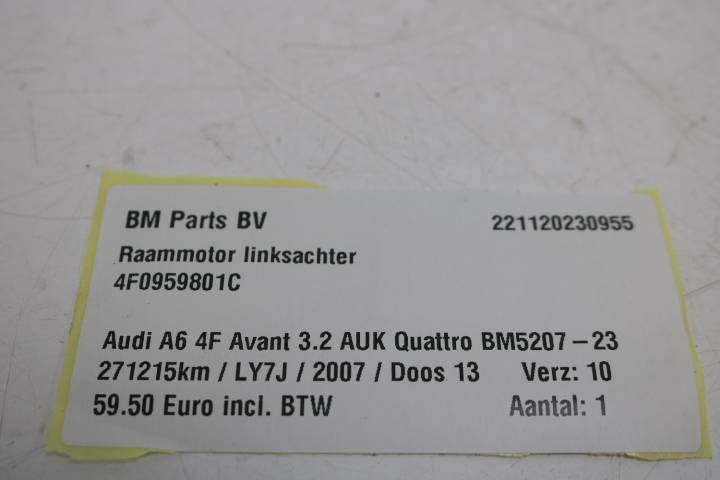 BM Parts BV 221120230955
Raammotor linksachter
4F0959801C
Audi A6 4F Avant 3.2 AUK Quattro BM5207-23
271215km / LY7J / 2007 / Doos 13 Verz: 10
59.50 Euro incl. BTW Aantal: 1